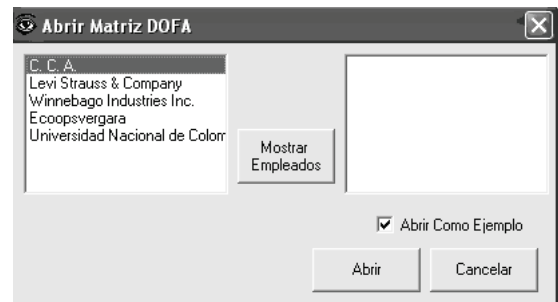 Abrir Matriz DOFA
C. C. A.
Levi Strauss & Company
Winnebago Industries Inc.
Ecoopsvergara
Universidad Nacional de Colom
Mostrar
Empleados
Abrir Como Ejemplo
Abrir
Cancelar